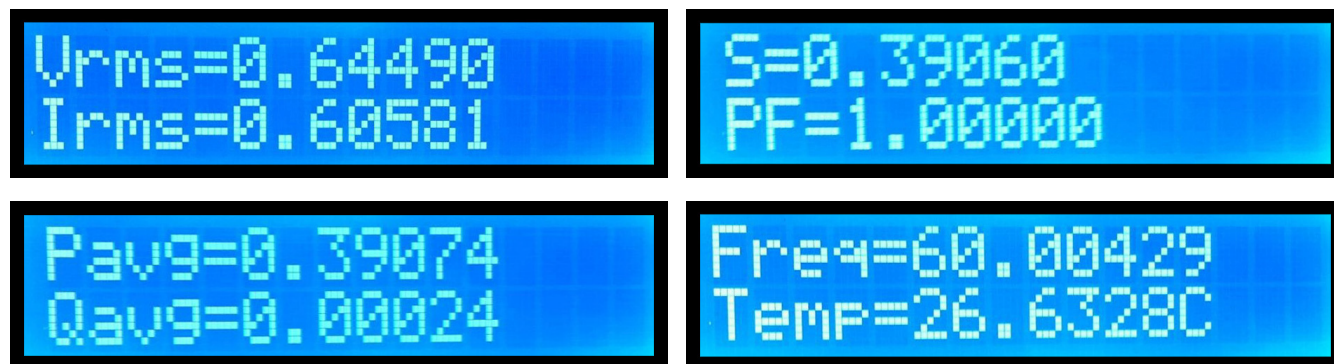 Vrms=0.64490
Irms=0.60581
S=0.39060
PF=1.00000
Pavg=0.39074
Qavg=0.00024
Freq=60.00429
Temp=26.6328C